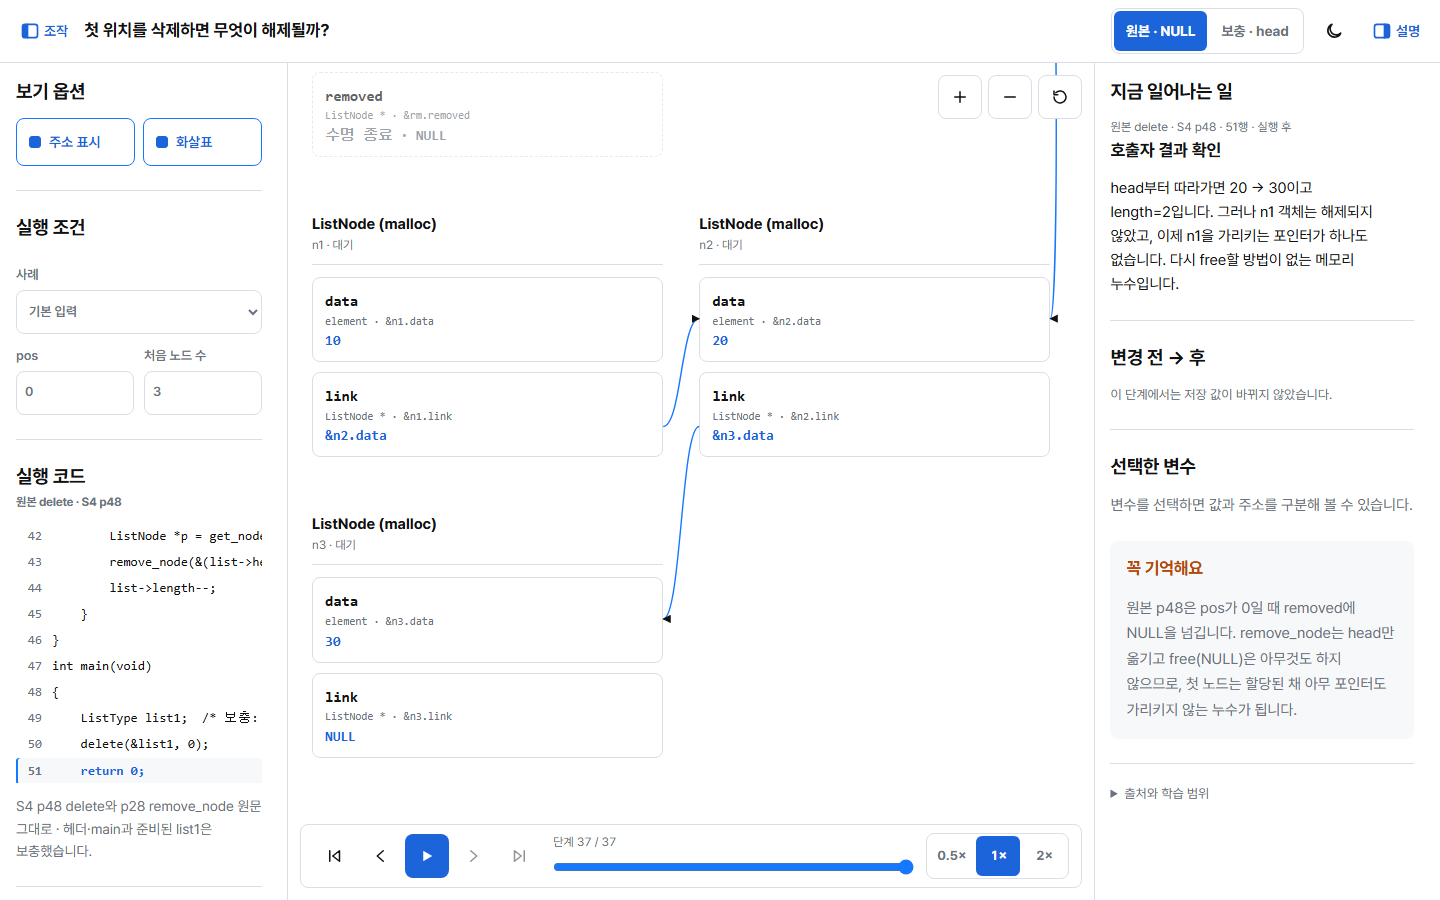 조작
첫 위치를 삭제하면 무엇이 해제될까?
원본 · NULL
보충 · head
설명
보기 옵션
주소 표시
화살표
실행 조건
사례
기본 입력
pos
처음 노드 수
0
3
실행 코드
원본 delete · S4 p48
42 ListNode *p = get_node
43 remove_node(&(list->he
44 list->length--;
45 }
46 }
47 int main(void)
48 {
49 ListType list1;  /* 보충:
50 delete(&list1, 0);
51 return 0;
S4 p48 delete와 p28 remove_node 원문
그대로 · 헤더·main과 준비된 list1은
보충했습니다.
removed
ListNode * · &rm.removed
수명 종료 · NULL
ListNode (malloc)
n1 · 대기
data
element · &n1.data
10
link
ListNode * · &n1.link
&n2.data
ListNode (malloc)
n2 · 대기
data
element · &n2.data
20
link
ListNode * · &n2.link
&n3.data
ListNode (malloc)
n3 · 대기
data
element · &n3.data
30
link
ListNode * · &n3.link
NULL
단계 37 / 37
0.5×
1×
2×
지금 일어나는 일
원본 delete · S4 p48 · 51행 · 실행 후
호출자 결과 확인
head부터 따라가면 20 → 30이고
length=2입니다. 그러나 n1 객체는 해제되지
않았고, 이제 n1을 가리키는 포인터가 하나도
없습니다. 다시 free할 방법이 없는 메모리
누수입니다.
변경 전 → 후
이 단계에서는 저장 값이 바뀌지 않았습니다.
선택한 변수
변수를 선택하면 값과 주소를 구분해 볼 수 있습니다.
꼭 기억해요
원본 p48은 pos가 0일 때 removed에
NULL을 넘깁니다. remove_node는 head만
옮기고 free(NULL)은 아무것도 하지
않으므로, 첫 노드는 할당된 채 아무 포인터도
가리키지 않는 누수가 됩니다.
출처와 학습 범위